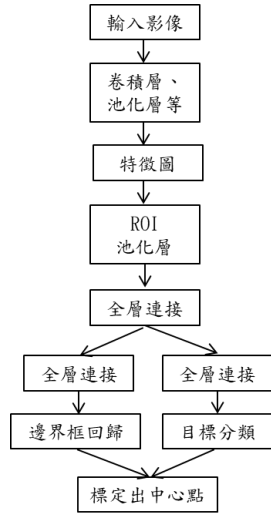 輸入影像
卷積層、
池化層等
特徵圖
ROI
池化層
全層連接
全層連接
全層連接
邊界框回歸
目標分類
標定出中心點